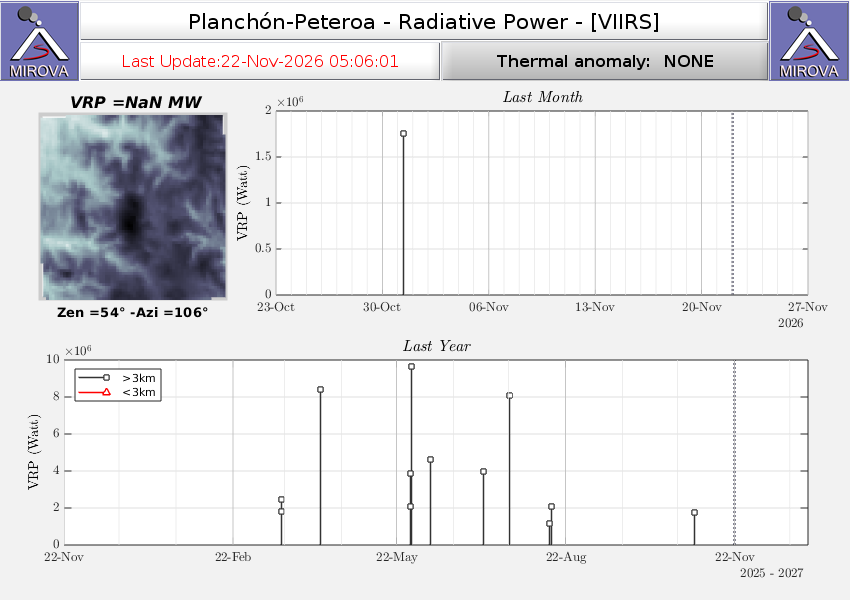 MIROVA
Planchón-Peteroa - Radiative Power - [VIIRS]
MIROVA
Last Update:22-Nov-2026 05:06:01
Thermal anomaly: NONE
VRP =NaN MW
Zen =54° -Azi =106°
Last Month
×10⁶
VRP (Watt)
2
1.5
1
0.5
0
23-Oct 30-Oct 06-Nov 13-Nov 20-Nov 27-Nov
2026
Last Year
×10⁶
VRP (Watt)
10
8
6
4
2
0
>3km
<3km
22-Nov 22-Feb 22-May 22-Aug 22-Nov
2025 - 2027